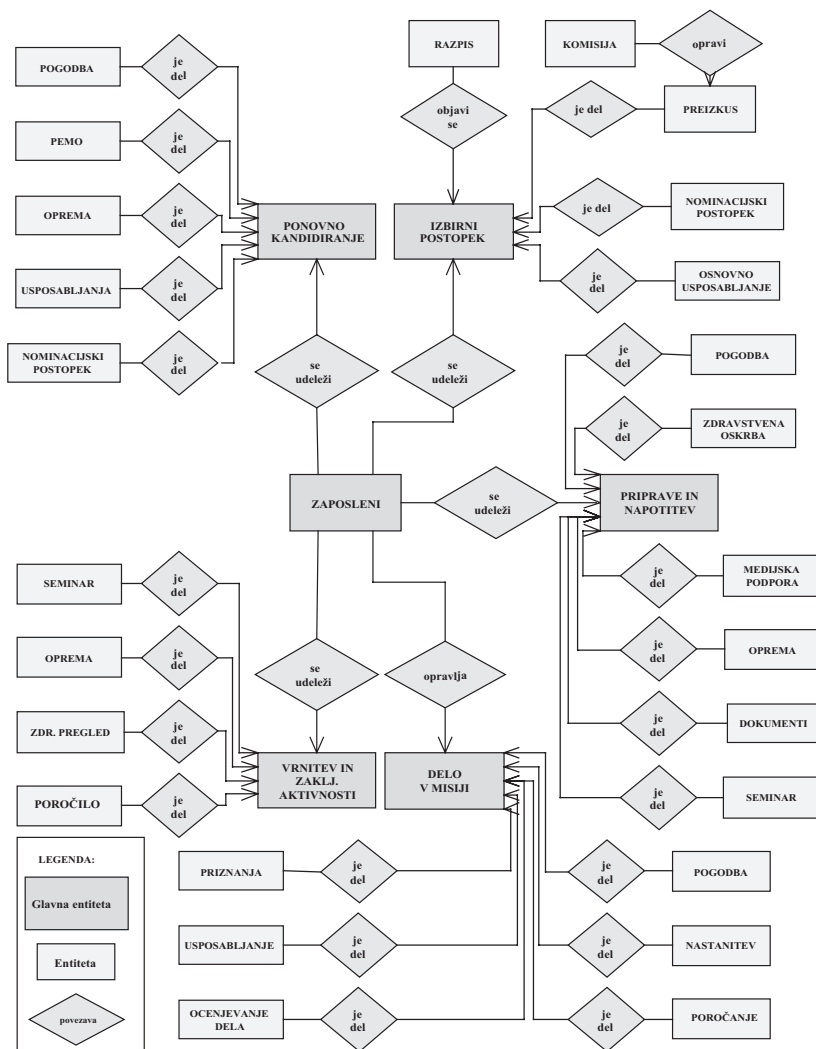 RAZPIS
KOMISIJA
opravi
POGODBA
je
del
objavi
se
je del
PREIZKUS
PEMO
je
del
OPREMA
je
del
PONOVNO
KANDIDIRANJE
IZBIRNI
POSTOPEK
je del
NOMINACIJSKI
POSTOPEK
USPOSABLJANJA
je
del
je
del
OSNOVNO
USPOSABLJANJE
NOMINACIJSKI
POSTOPEK
je
del
se
udeleži
se
udeleži
je
del
POGODBA
je
del
ZDRAVSTVENA
OSKRBA
ZAPOSLENI
se
udeleži
PRIPRAVE IN
NAPOTITEV
SEMINAR
je
del
je
del
MEDIJSKA
PODPORA
OPREMA
je
del
se
udeleži
opravlja
je
del
OPREMA
ZDR. PREGLED
je
del
je
del
DOKUMENTI
VRNITEV IN
ZAKLJ.
AKTIVNOSTI
DELO
V MISIJI
POROČILO
je
del
je
del
SEMINAR
LEGENDA:
Glavna entiteta
Entiteta
povezava
PRIZNANJA
je
del
je
del
POGODBA
USPOSABLJANJE
je
del
je
del
NASTANITEV
OCENJEVANJE
DELA
je
del
je
del
POROČANJE